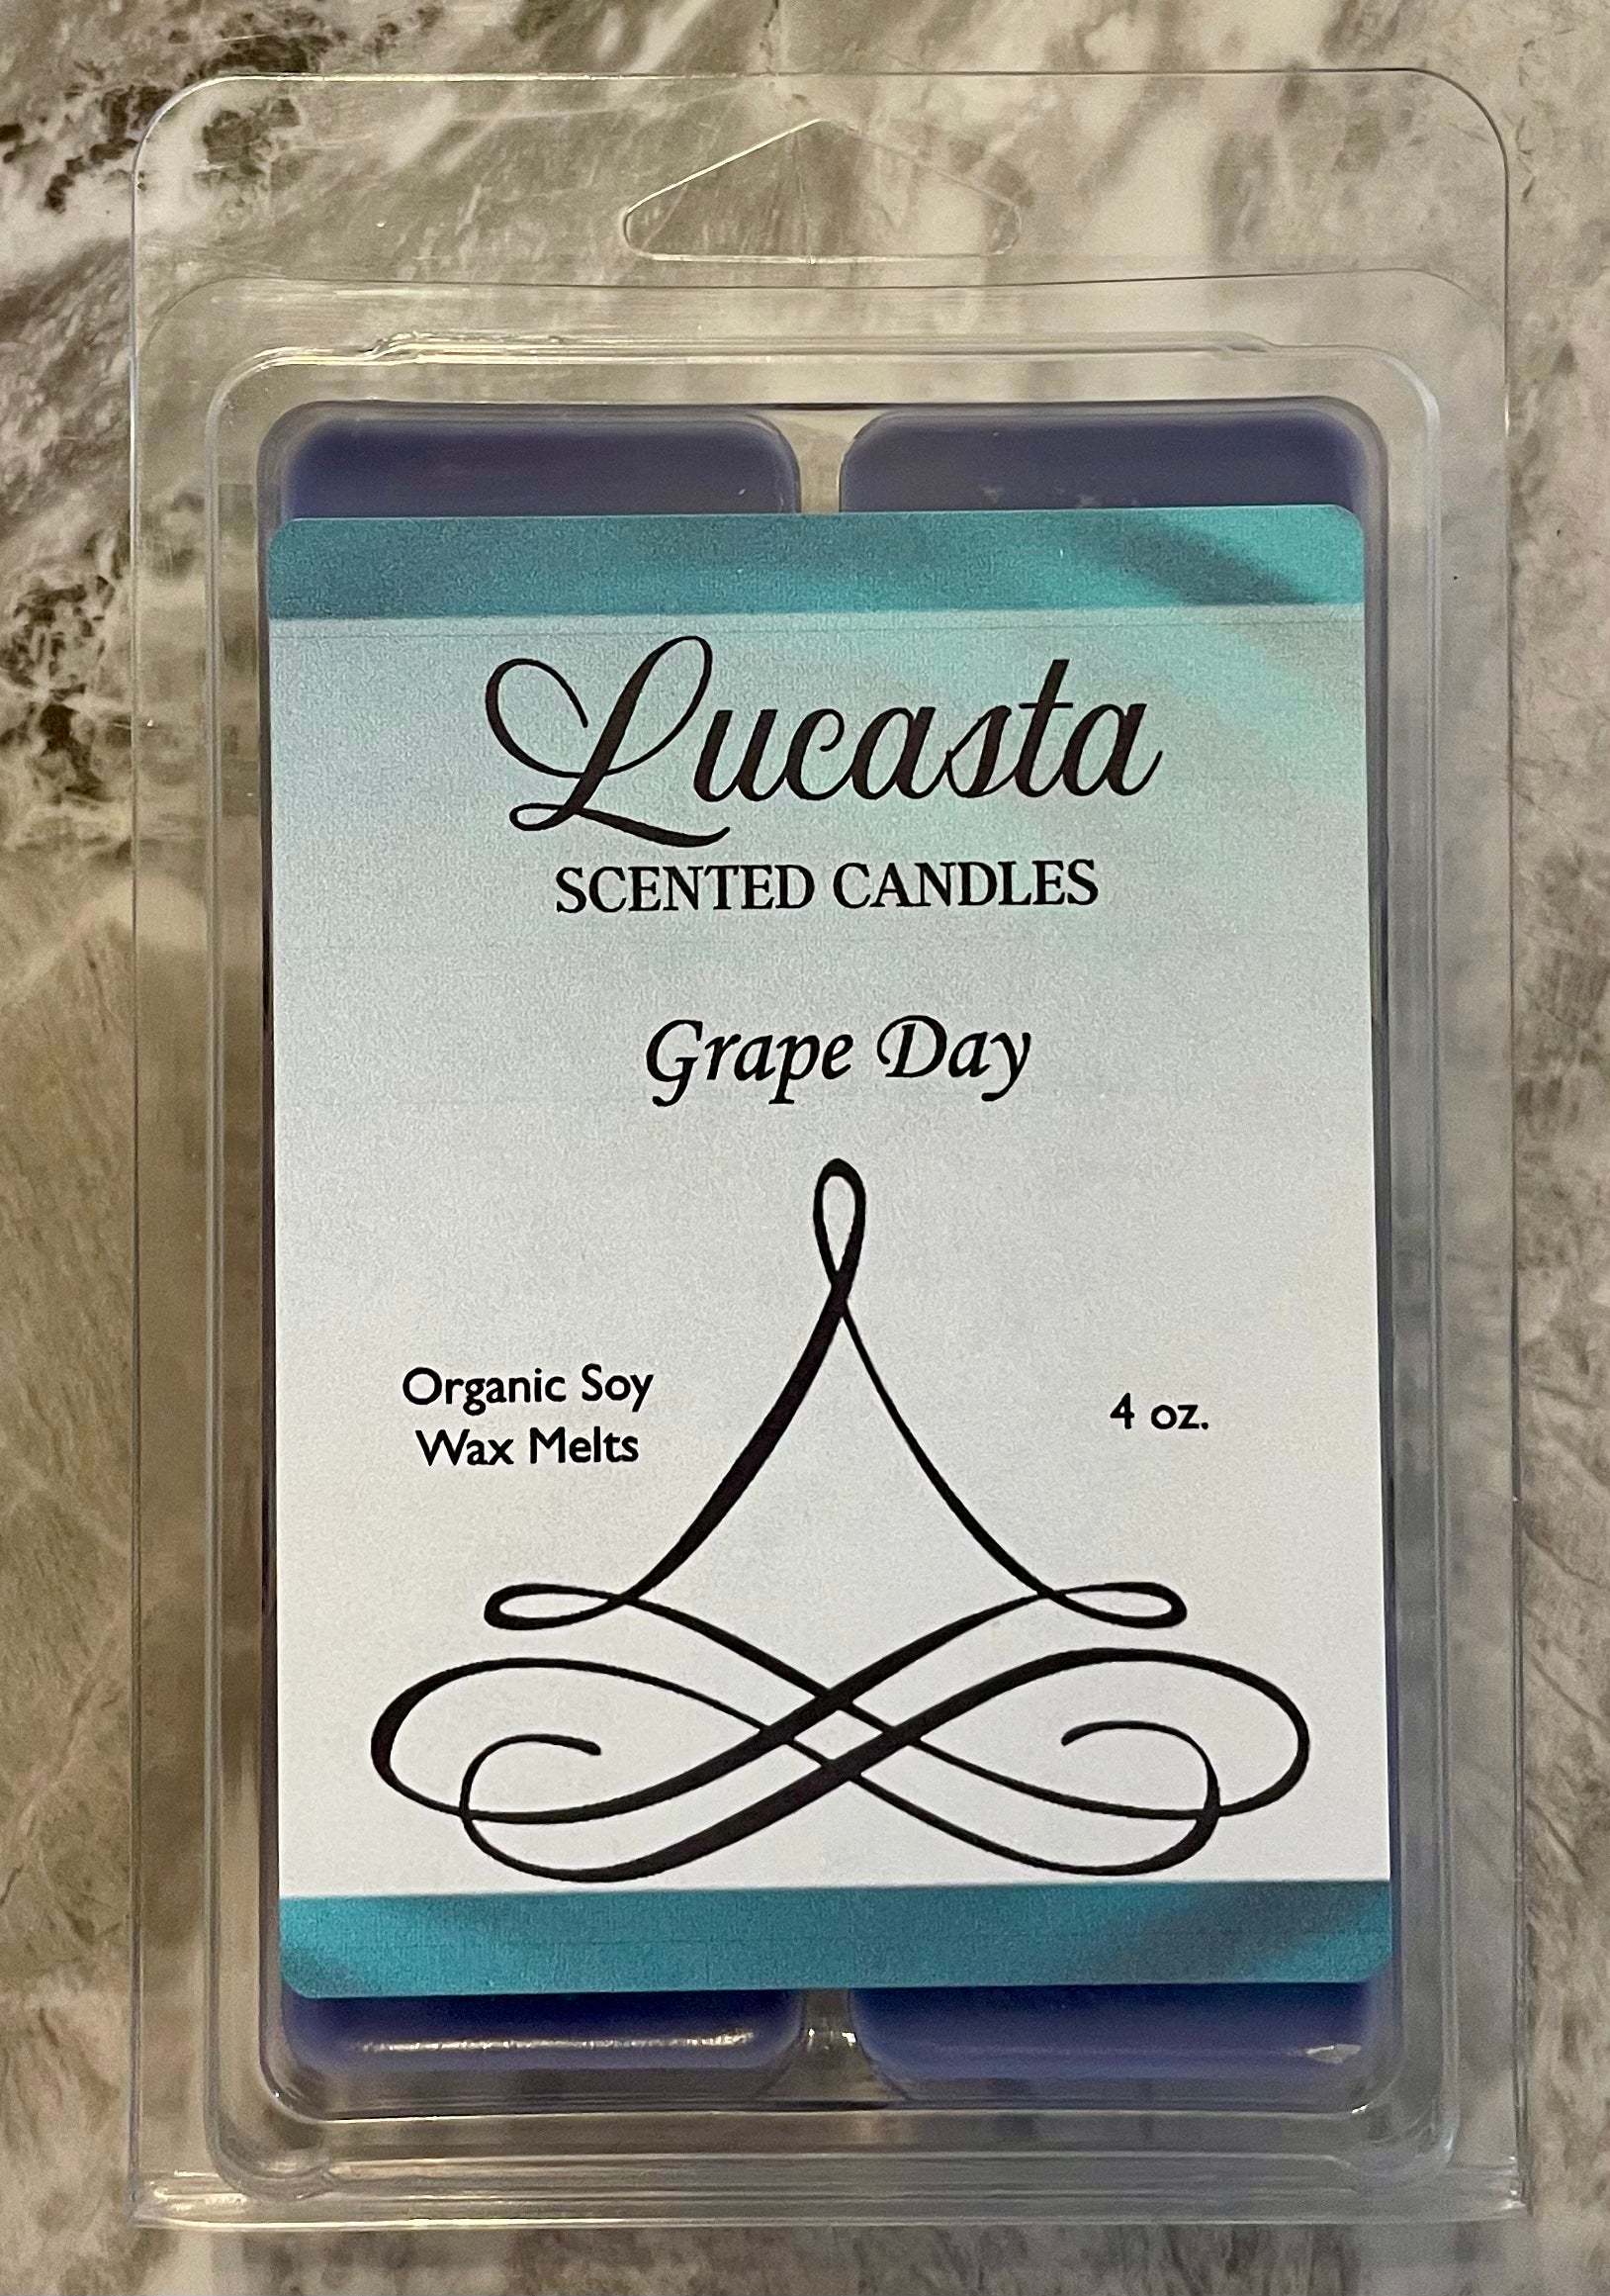 Lucasta
SCENTED CANDLES
Grape Day
Organic Soy
Wax Melts
4 oz.